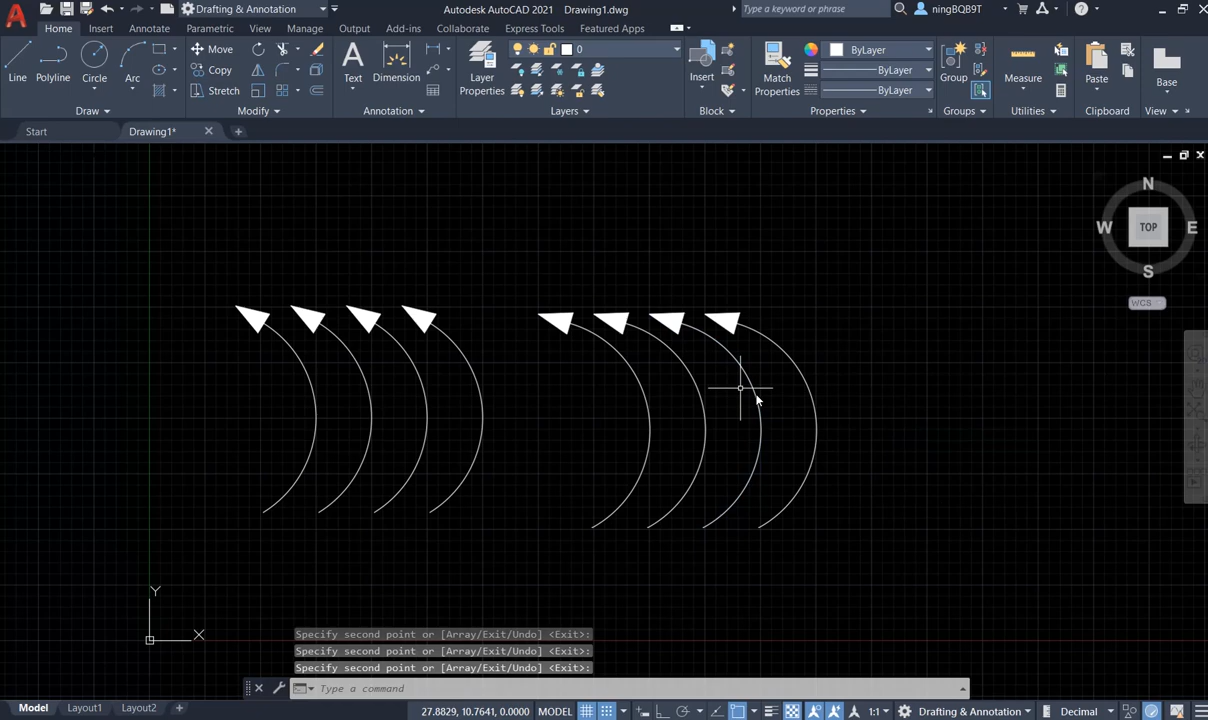 Drafting & Annotation
Autodesk AutoCAD 2021 Drawing1.dwg
Type a keyword or phrase
ningBQB9T
Home Insert Annotate Parametric View Manage Output Add-ins Collaborate Express Tools Featured Apps
Line Polyline Circle Arc
Move
Copy
Stretch
Text Dimension
Layer Properties
0
Insert
Match Properties
ByLayer
ByLayer
ByLayer
Group Measure Paste Base
Draw Modify Annotation Layers Block Properties Groups Utilities Clipboard View
Start Drawing1*
N
W TOP E
S
WCS
Y
X
Specify second point or [Array/Exit/Undo] <Exit>:
Specify second point or [Array/Exit/Undo] <Exit>:
Specify second point or [Array/Exit/Undo] <Exit>:
Type a command
Model Layout1 Layout2
27.8829, 10.7641, 0.0000 MODEL
1:1
Drafting & Annotation
Decimal